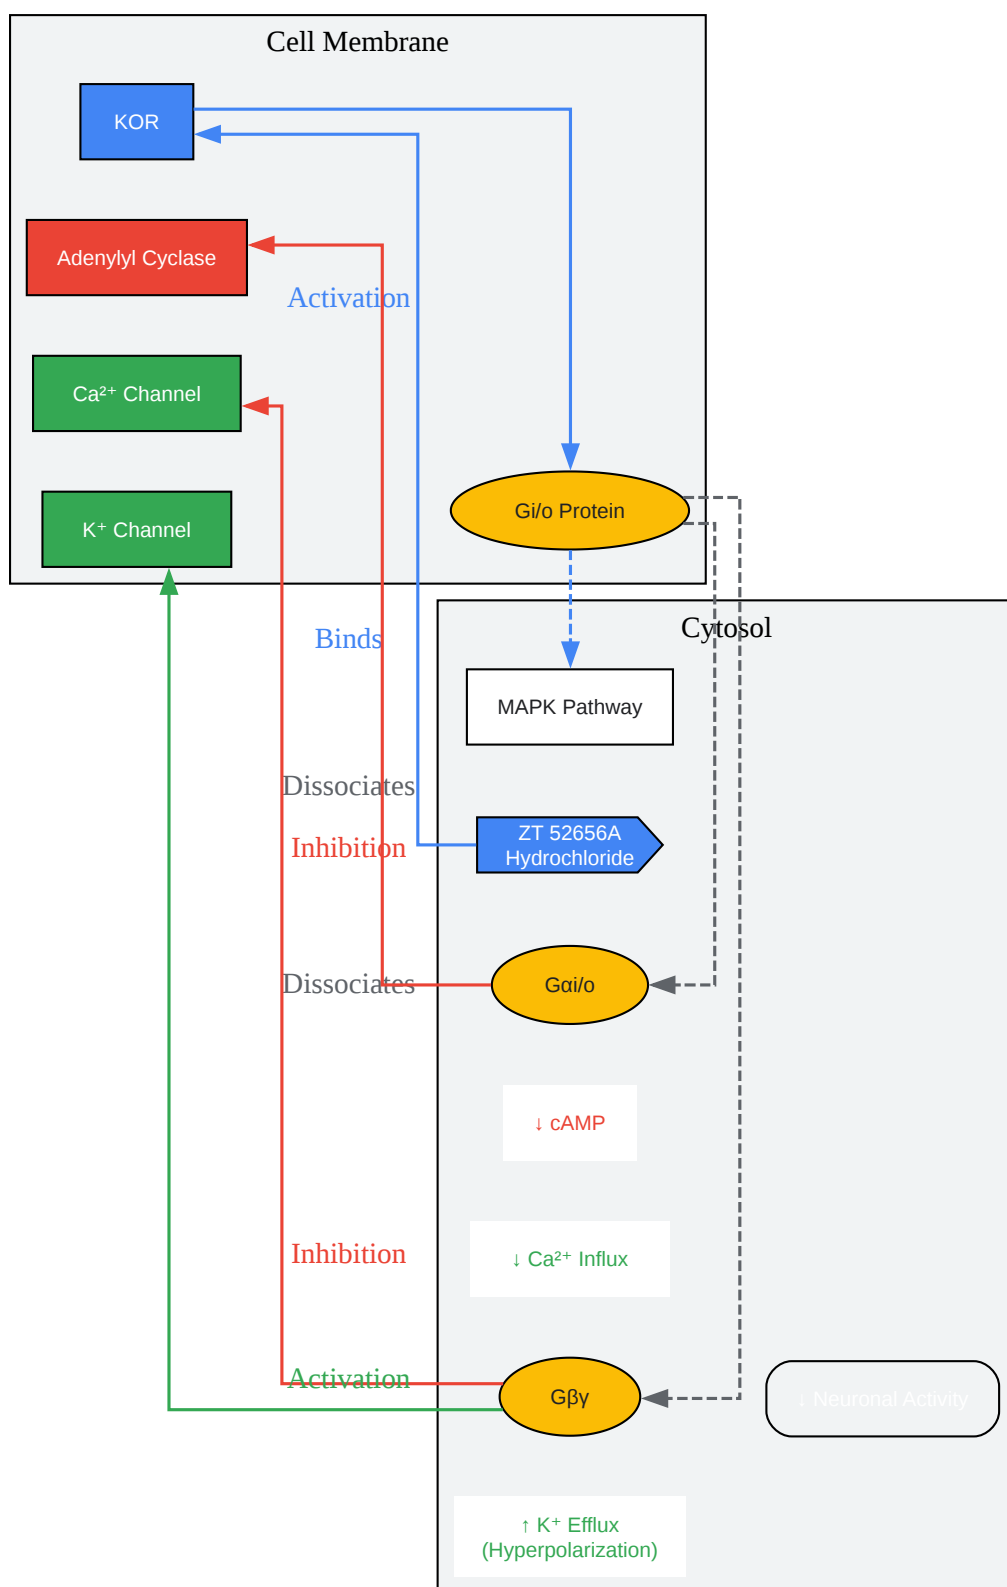 Cell Membrane
KOR
Adenylyl Cyclase
Activation
Ca²⁺ Channel
Gi/o Protein
K⁺ Channel
Cytosol
Binds
MAPK Pathway
Dissociates
ZT 52656A
Hydrochloride
Inhibition
Dissociates
Gαi/o
↓ cAMP
Inhibition
↓ Ca²⁺ Influx
Activation
Gβγ
↓ Neuronal Activity
↑ K⁺ Efflux
(Hyperpolarization)